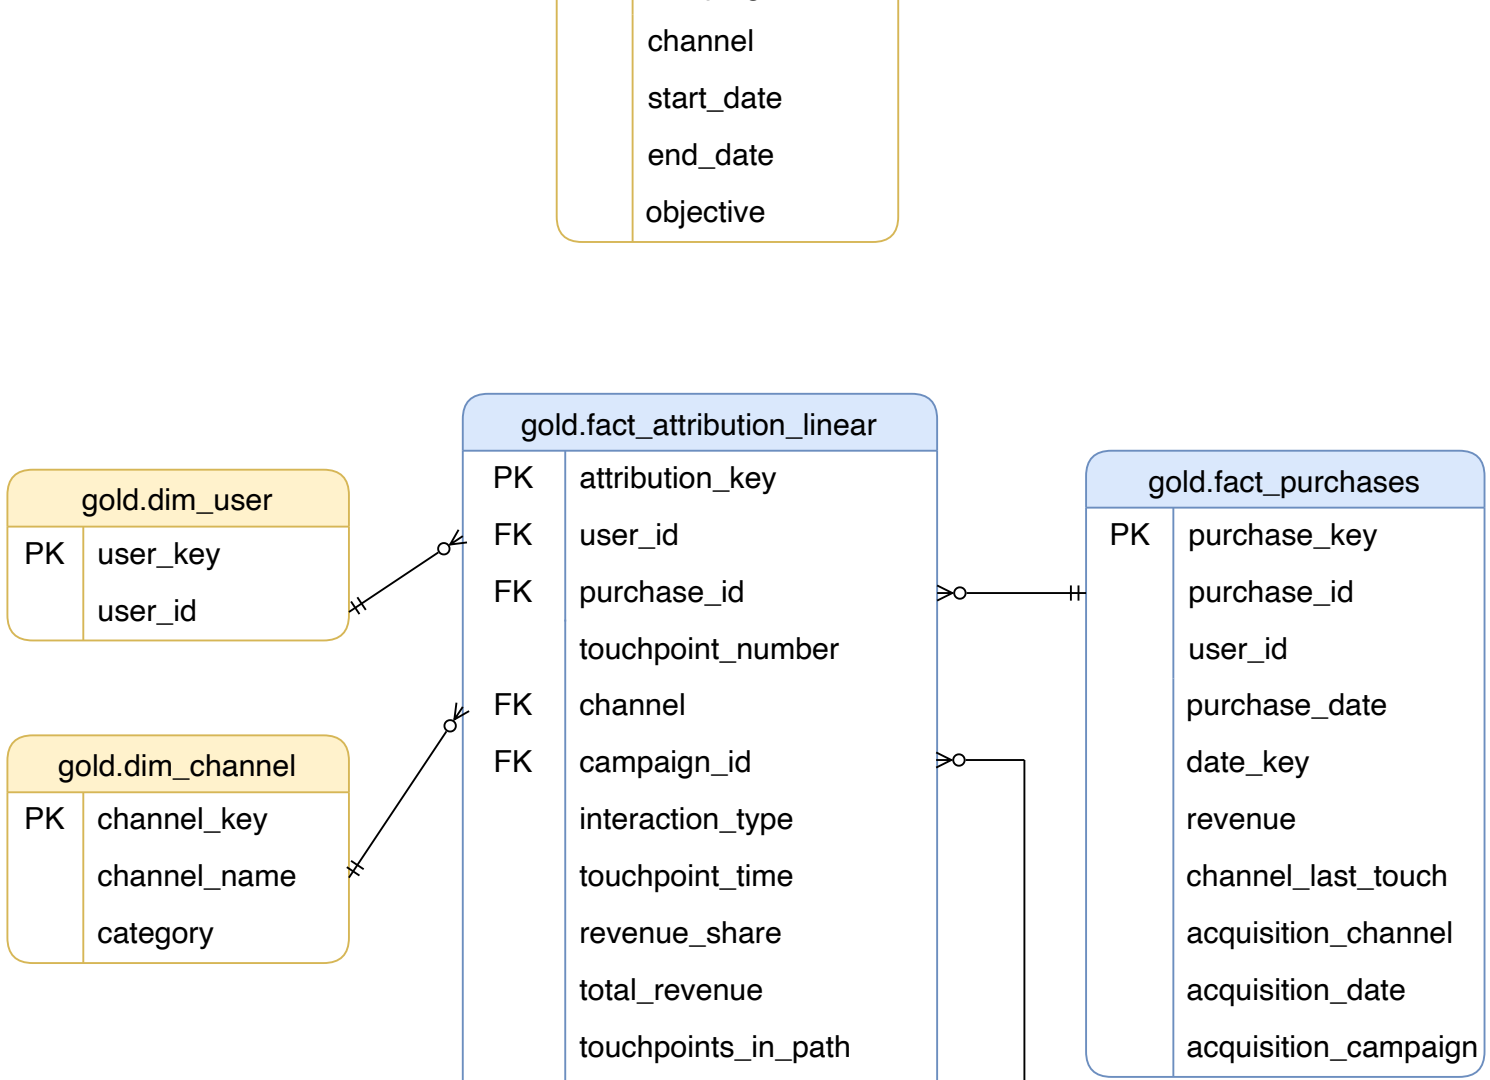 channel
start_date
end_date
objective
gold.fact_attribution_linear
PK attribution_key
FK user_id
FK purchase_id
touchpoint_number
FK channel
FK campaign_id
interaction_type
touchpoint_time
revenue_share
total_revenue
touchpoints_in_path
gold.dim_user
PK user_key
user_id
gold.dim_channel
PK channel_key
channel_name
category
gold.fact_purchases
PK purchase_key
purchase_id
user_id
purchase_date
date_key
revenue
channel_last_touch
acquisition_channel
acquisition_date
acquisition_campaign